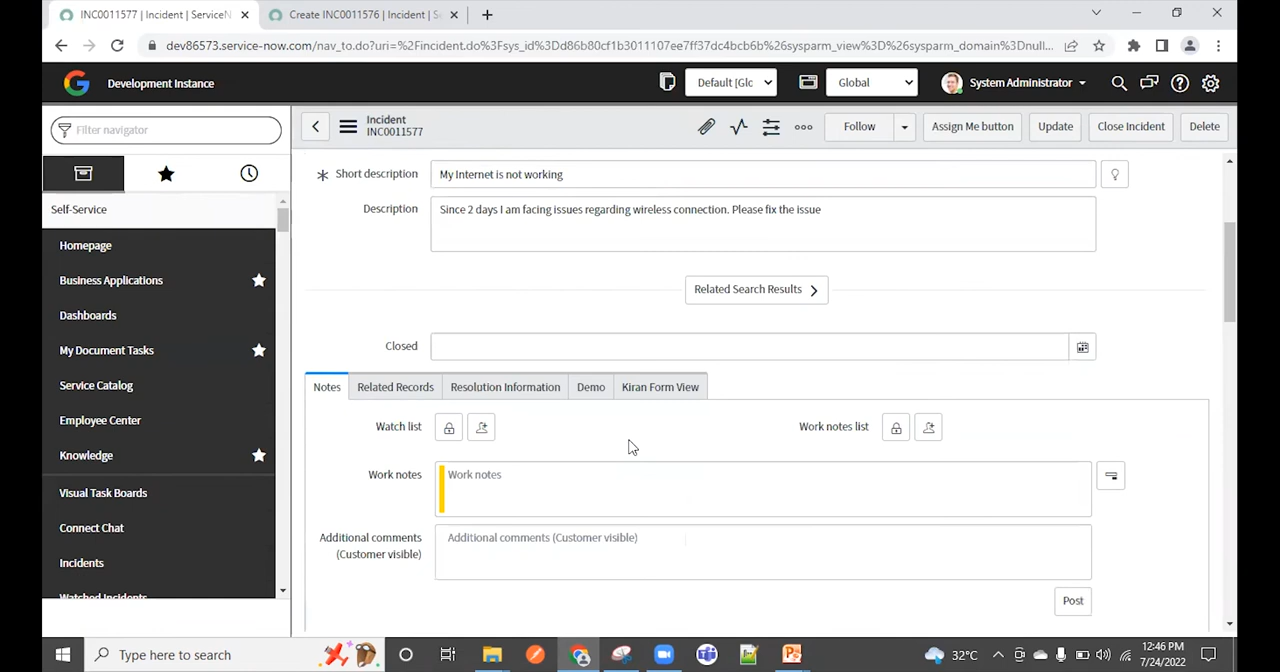 INC0011577 | Incident | ServiceN
Create INC0011576 | Incident | S
dev86573.service-now.com/nav_to.do?uri=%2Fincident.do%3Fsys_id%3Dd86b80cf1b3011107ee7ff37dc4bcb6b%26sysparm_view%3D%26sysparm_domain%3Dnull...
G Development Instance
Default [Glc
Global
System Administrator
Filter navigator
Incident
INC0011577
Follow
Assign Me button
Update
Close Incident
Delete
Self-Service
Homepage
Business Applications
Dashboards
My Document Tasks
Service Catalog
Employee Center
Knowledge
Visual Task Boards
Connect Chat
Incidents
Watched Incidents
Short description
My Internet is not working
Description
Since 2 days I am facing issues regarding wireless connection. Please fix the issue
Related Search Results
Closed
Notes
Related Records
Resolution Information
Demo
Kiran Form View
Watch list
Work notes list
Work notes
Work notes
Additional comments
(Customer visible)
Additional comments (Customer visible)
Post
Type here to search
32°C
12:46 PM
7/24/2022